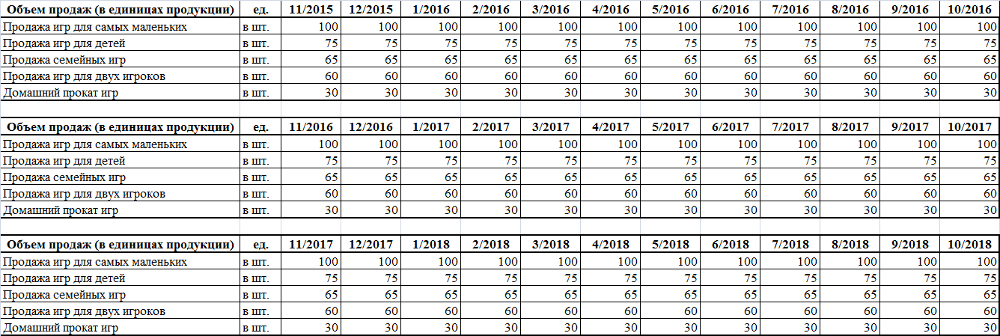 Объем продаж (в единицах продукции) ед. 11/2015 12/2015 1/2016 2/2016 3/2016 4/2016 5/2016 6/2016 7/2016 8/2016 9/2016 10/2016
Продажа игр для самых маленьких в шт. 100 100 100 100 100 100 100 100 100 100 100 100
Продажа игр для детей в шт. 75 75 75 75 75 75 75 75 75 75 75 75
Продажа семейных игр в шт. 65 65 65 65 65 65 65 65 65 65 65 65
Продажа игр для двух игроков в шт. 60 60 60 60 60 60 60 60 60 60 60 60
Домашний прокат игр в шт. 30 30 30 30 30 30 30 30 30 30 30 30
Объем продаж (в единицах продукции) ед. 11/2016 12/2016 1/2017 2/2017 3/2017 4/2017 5/2017 6/2017 7/2017 8/2017 9/2017 10/2017
Продажа игр для самых маленьких в шт. 100 100 100 100 100 100 100 100 100 100 100 100
Продажа игр для детей в шт. 75 75 75 75 75 75 75 75 75 75 75 75
Продажа семейных игр в шт. 65 65 65 65 65 65 65 65 65 65 65 65
Продажа игр для двух игроков в шт. 60 60 60 60 60 60 60 60 60 60 60 60
Домашний прокат игр в шт. 30 30 30 30 30 30 30 30 30 30 30 30
Объем продаж (в единицах продукции) ед. 11/2017 12/2017 1/2018 2/2018 3/2018 4/2018 5/2018 6/2018 7/2018 8/2018 9/2018 10/2018
Продажа игр для самых маленьких в шт. 100 100 100 100 100 100 100 100 100 100 100 100
Продажа игр для детей в шт. 75 75 75 75 75 75 75 75 75 75 75 75
Продажа семейных игр в шт. 65 65 65 65 65 65 65 65 65 65 65 65
Продажа игр для двух игроков в шт. 60 60 60 60 60 60 60 60 60 60 60 60
Домашний прокат игр в шт. 30 30 30 30 30 30 30 30 30 30 30 30